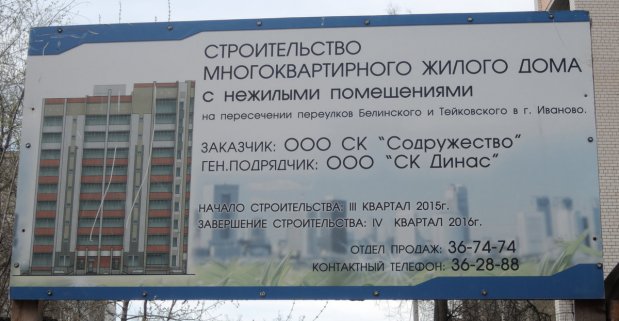 СТРОИТЕЛЬСТВО
МНОГОКВАРТИРНОГО ЖИЛОГО ДОМА
С НЕЖИЛЫМИ ПОМЕЩЕНИЯМИ
на пересечении переулков Белинского и Тейковского в г. Иваново.
ЗАКАЗЧИК: ООО СК "Содружество"
ГЕН.ПОДРЯДЧИК: ООО "СК Динас"
НАЧАЛО СТРОИТЕЛЬСТВА: III КВАРТАЛ 2015г.
ЗАВЕРШЕНИЕ СТРОИТЕЛЬСТВА: IV КВАРТАЛ 2016г.
ОТДЕЛ ПРОДАЖ: 36-74-74
КОНТАКТНЫЙ ТЕЛЕФОН: 36-28-88